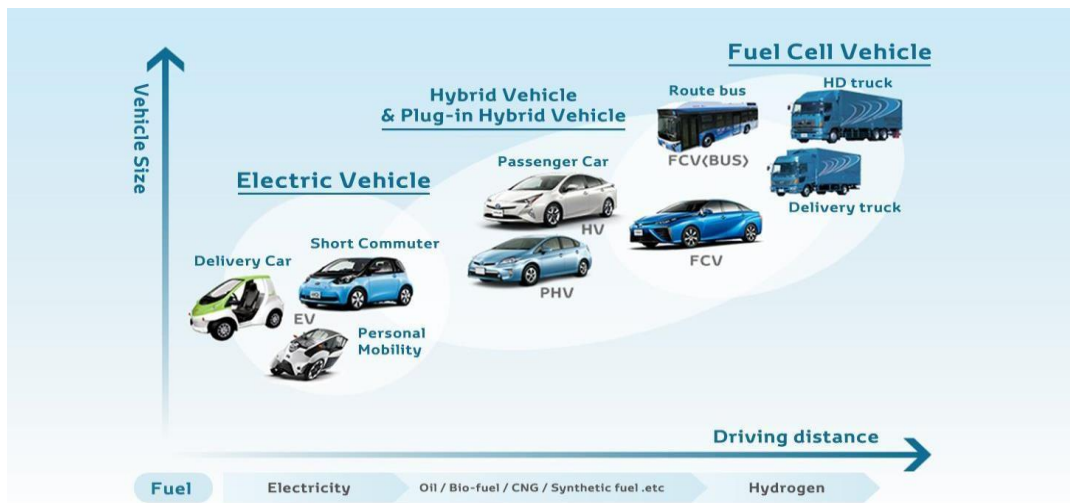 Fuel Cell Vehicle
HD truck
Route bus
Hybrid Vehicle
& Plug-in Hybrid Vehicle
Vehicle Size
FCV(BUS)
Passenger Car
Electric Vehicle
Delivery truck
HV
Short Commuter
Delivery Car
FCV
PHV
EV
Personal
Mobility
Driving distance
Fuel
Electricity
Oil / Bio-fuel / CNG / Synthetic fuel .etc
Hydrogen